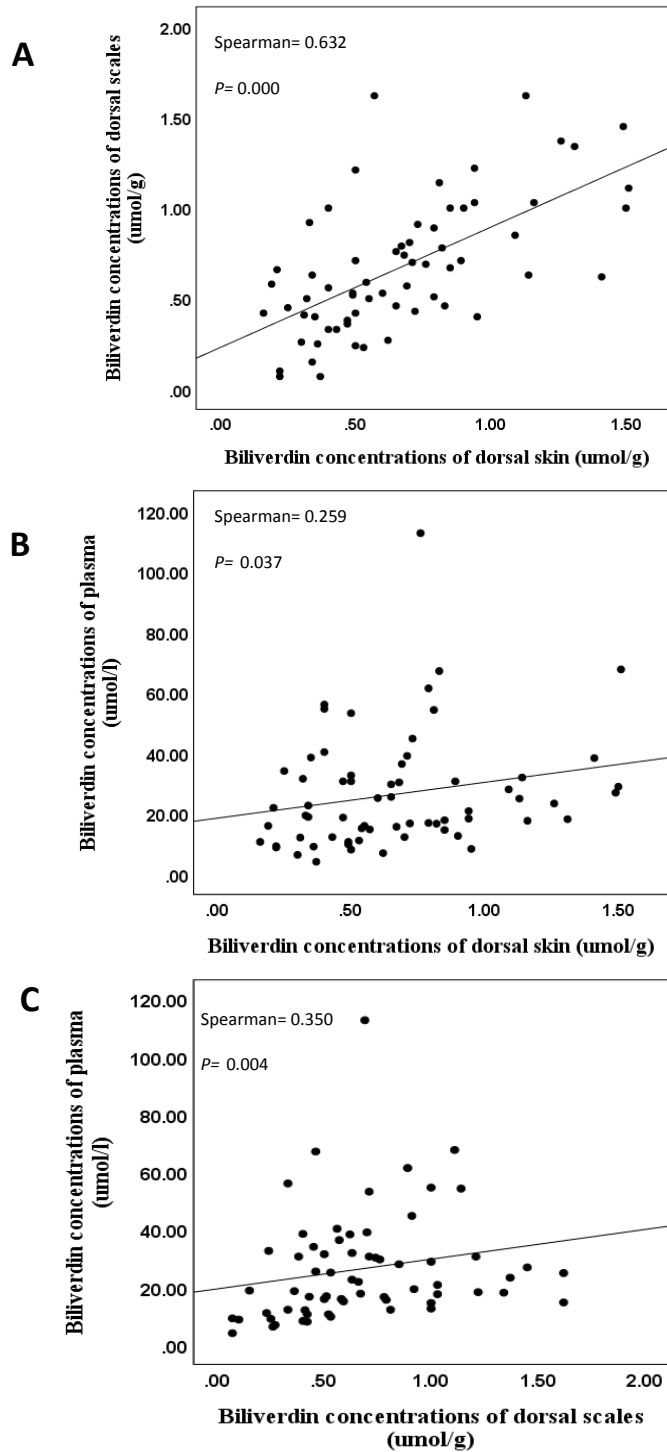 A
Spearman= 0.632
P= 0.000
Biliverdin concentrations of dorsal scales
(umol/g)
2.00
1.50
1.00
.50
.00
.00 .50 1.00 1.50
Biliverdin concentrations of dorsal skin (umol/g)
B
Spearman= 0.259
P= 0.037
Biliverdin concentrations of plasma
(umol/l)
120.00
100.00
80.00
60.00
40.00
20.00
.00
.00 .50 1.00 1.50
Biliverdin concentrations of dorsal skin (umol/g)
C
Spearman= 0.350
P= 0.004
Biliverdin concentrations of plasma
(umol/l)
120.00
100.00
80.00
60.00
40.00
20.00
.00
.00 .50 1.00 1.50 2.00
Biliverdin concentrations of dorsal scales
(umol/g)